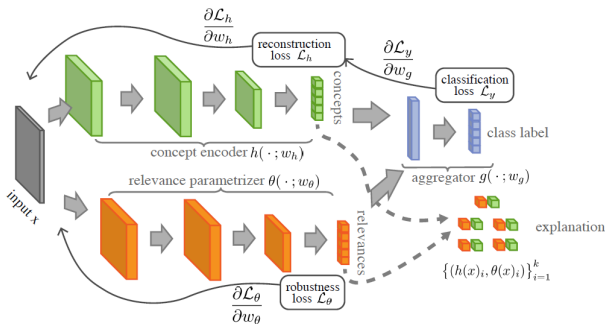 ∂ℒ_h
∂w_h
reconstruction
loss ℒ_h
∂ℒ_y
∂w_g
classification
loss ℒ_y
concepts
class label
concept encoder h( · ; w_h)
aggregator g( · ; w_g)
relevance parametrizer θ( · ; w_θ)
input x
relevances
explanation
{(h(x)_i, θ(x)_i)}_{i=1}^k
robustness
loss ℒ_θ
∂ℒ_θ
∂w_θ